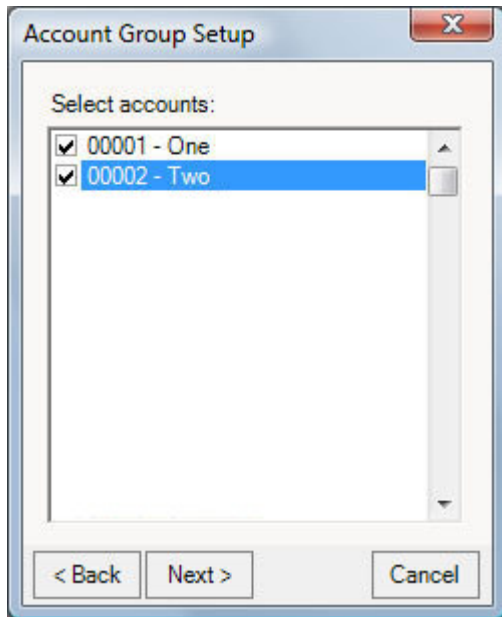 Account Group Setup
Select accounts:
00001 - One
00002 - Two
< Back Next > Cancel